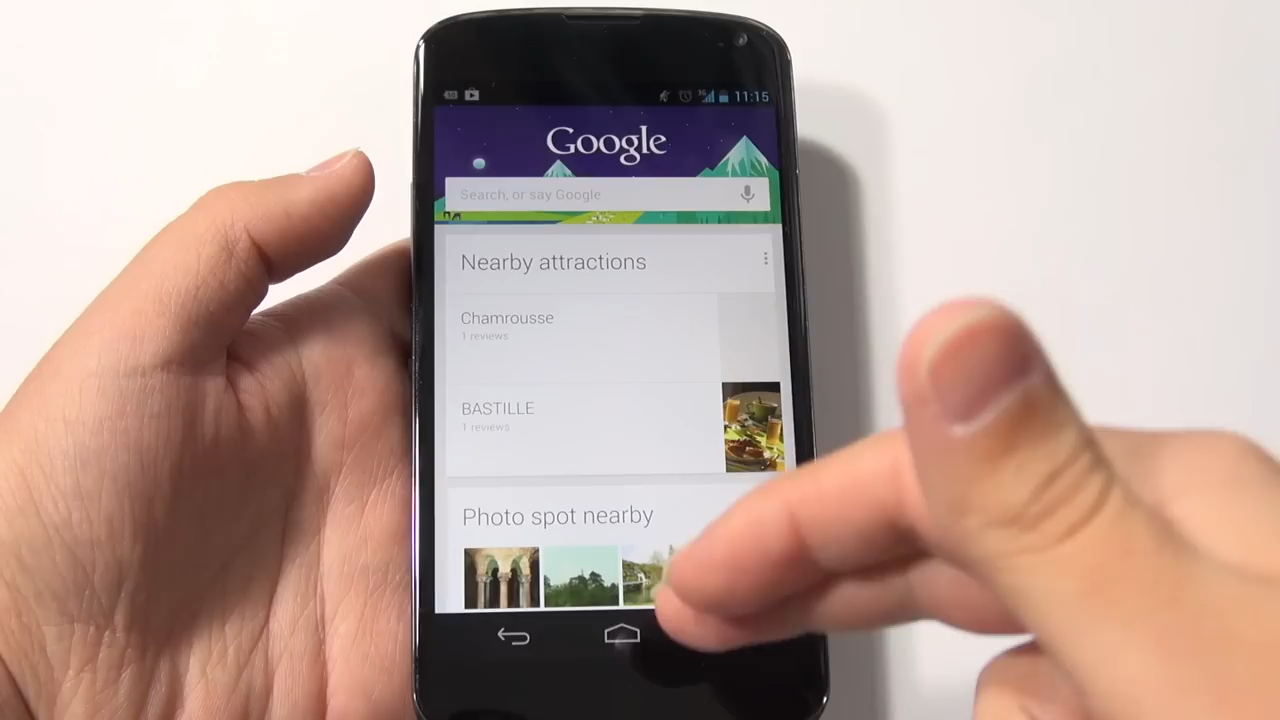 11:15
Google
Search, or say Google
Nearby attractions
Chamrousse
1 reviews
BASTILLE
1 reviews
Photo spot nearby